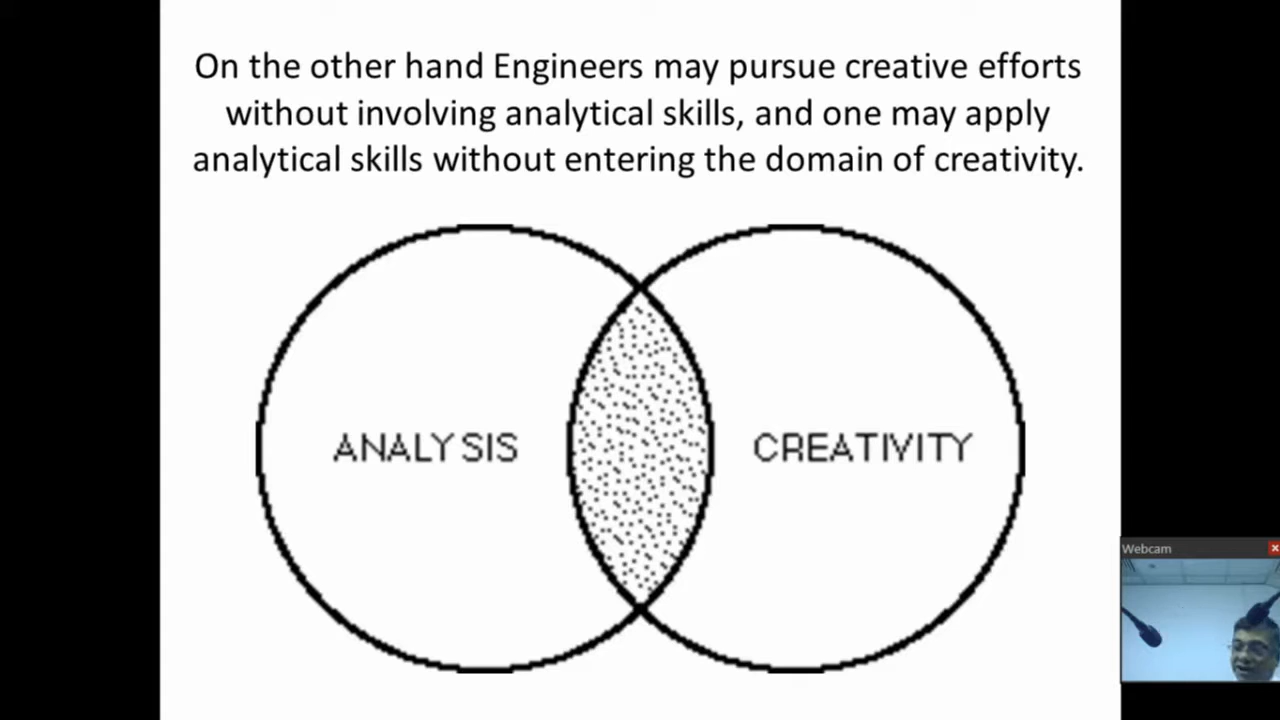 On the other hand Engineers may pursue creative efforts
without involving analytical skills, and one may apply
analytical skills without entering the domain of creativity.
ANALYSIS
CREATIVITY
Webcam